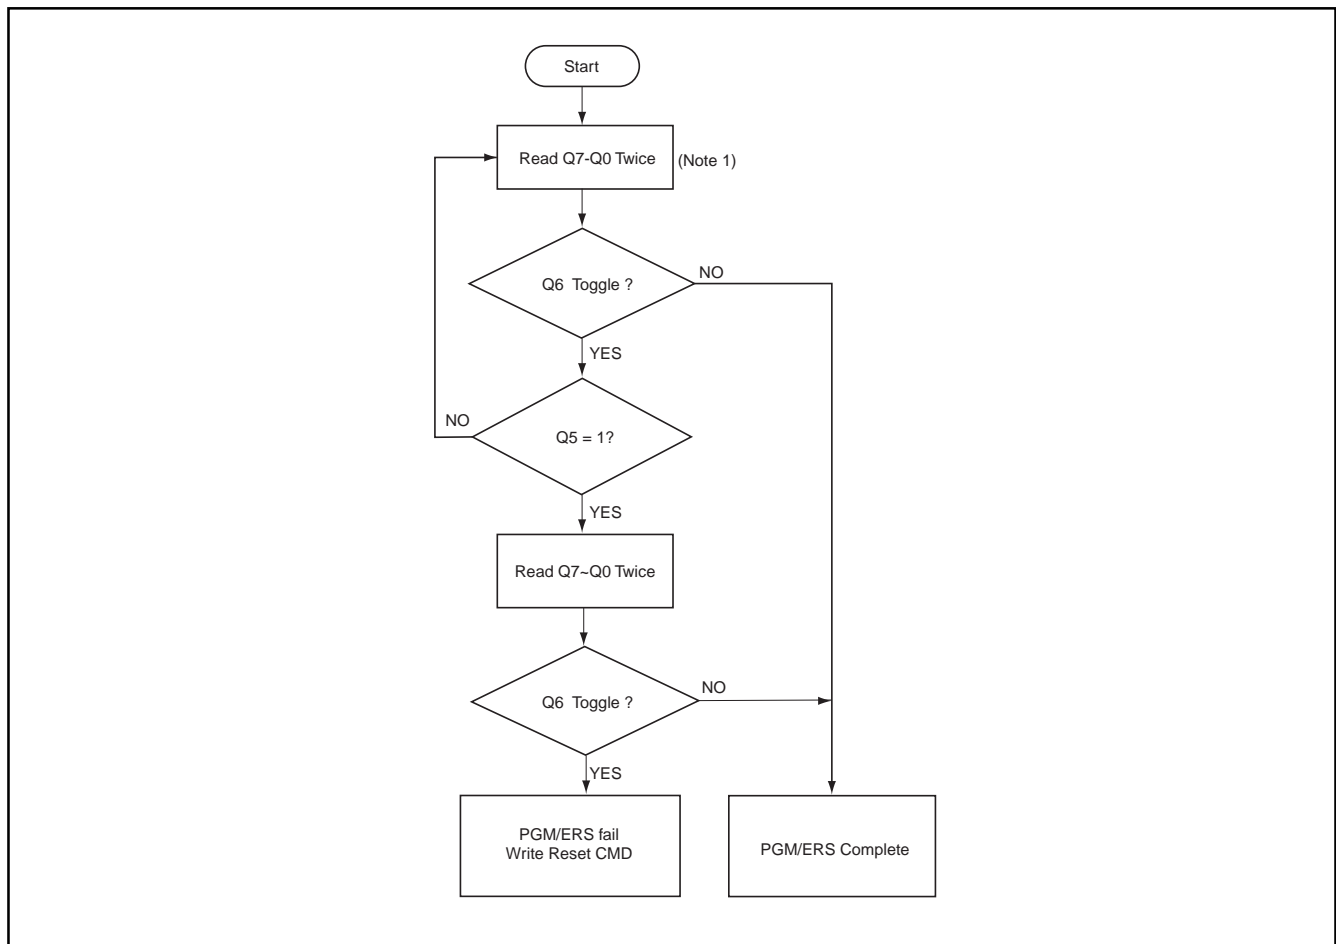 Start
Read Q7-Q0 Twice
(Note 1)
Q6 Toggle ?
NO
YES
NO
Q5 = 1?
YES
Read Q7~Q0 Twice
Q6 Toggle ?
NO
YES
PGM/ERS fail
Write Reset CMD
PGM/ERS Complete